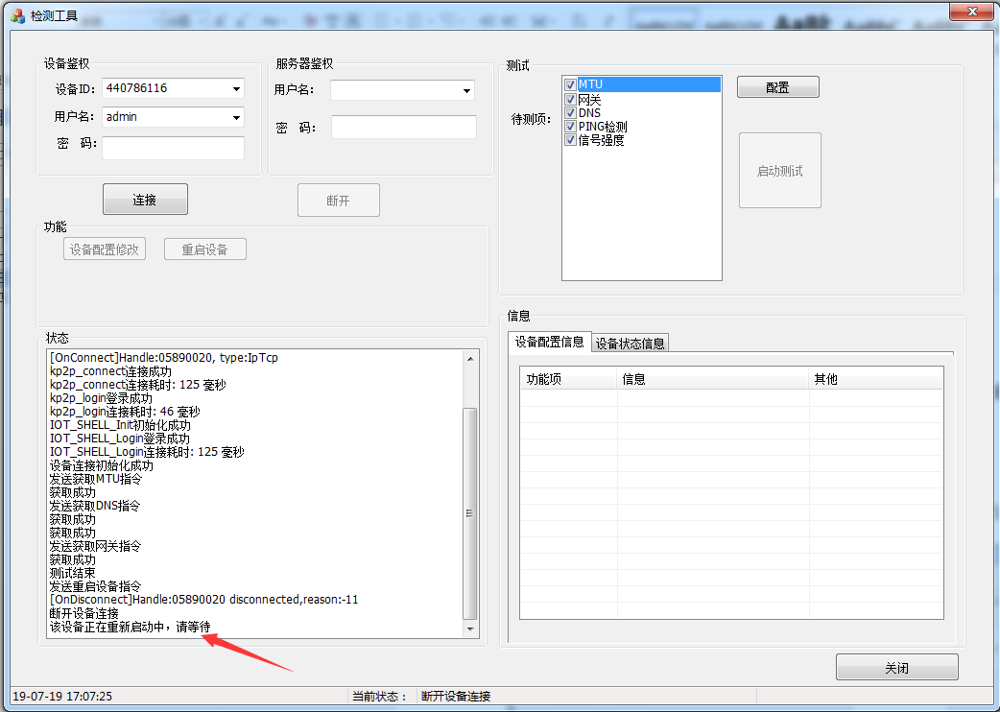 检测工具
设备鉴权
设备ID: 440786116
用户名: admin
密 码:
服务器鉴权
用户名:
密 码:
连接
断开
功能
设备配置修改
重启设备
测试
待测项:
MTU
网关
DNS
PING检测
信号强度
配置
启动测试
状态
[OnConnect]Handle:05890020, type:IpTcp
kp2p_connect连接成功
kp2p_connect连接耗时: 125 毫秒
kp2p_login登录成功
kp2p_login连接耗时: 46 毫秒
IOT_SHELL_Init初始化成功
IOT_SHELL_Login登录成功
IOT_SHELL_Login连接耗时: 125 毫秒
设备连接初始化成功
发送获取MTU指令
获取成功
发送获取DNS指令
获取成功
获取成功
发送获取网关指令
获取成功
测试结束
发送重启设备指令
[OnDisconnect]Handle:05890020 disconnected,reason:-11
断开设备连接
该设备正在重新启动中，请等待
信息
设备配置信息 设备状态信息
功能项 信息 其他
关闭
19-07-19 17:07:25 当前状态： 断开设备连接